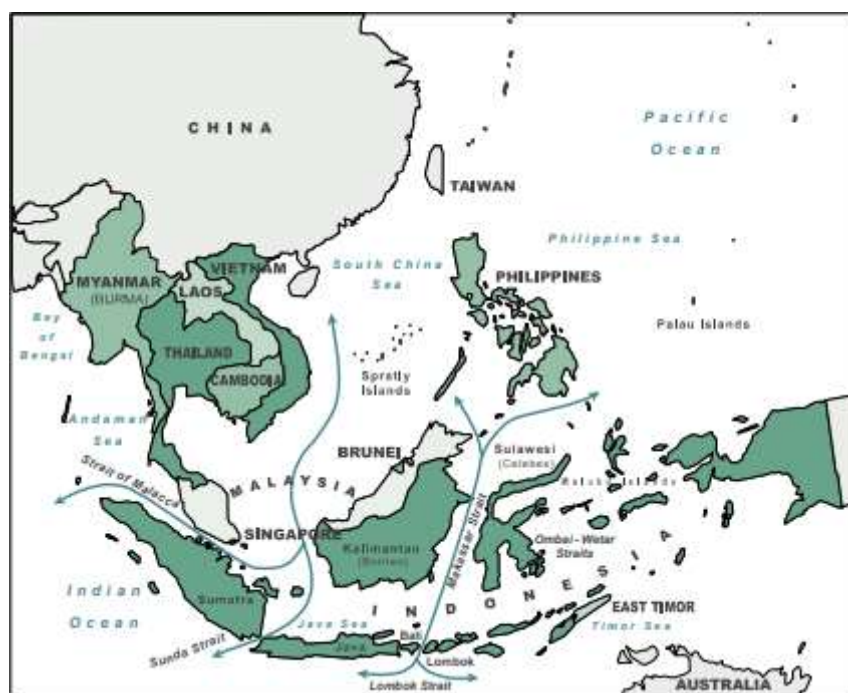 CHINA
Pacific
Ocean
TAIWAN
Philippine Sea
South China
Sea
VIETNAM
MYANMAR
(BURMA)
LAOS
PHILIPPINES
Bay
of
Bengal
THAILAND
Palau Islands
CAMBODIA
Spratly
Islands
Andaman
Sea
BRUNEI
Sulawesi
(Celebes)
Strait of Malacca
MALAYSIA
Maluku Islands
SINGAPORE
Makassar Strait
Ombai-Wetar
Straits
Kalimantan
(Borneo)
Indian
Ocean
Sumatra
INDONESIA
EAST TIMOR
Java Sea
Timor Sea
Sunda Strait
Java
Bali
Lombok
Lombok Strait
AUSTRALIA